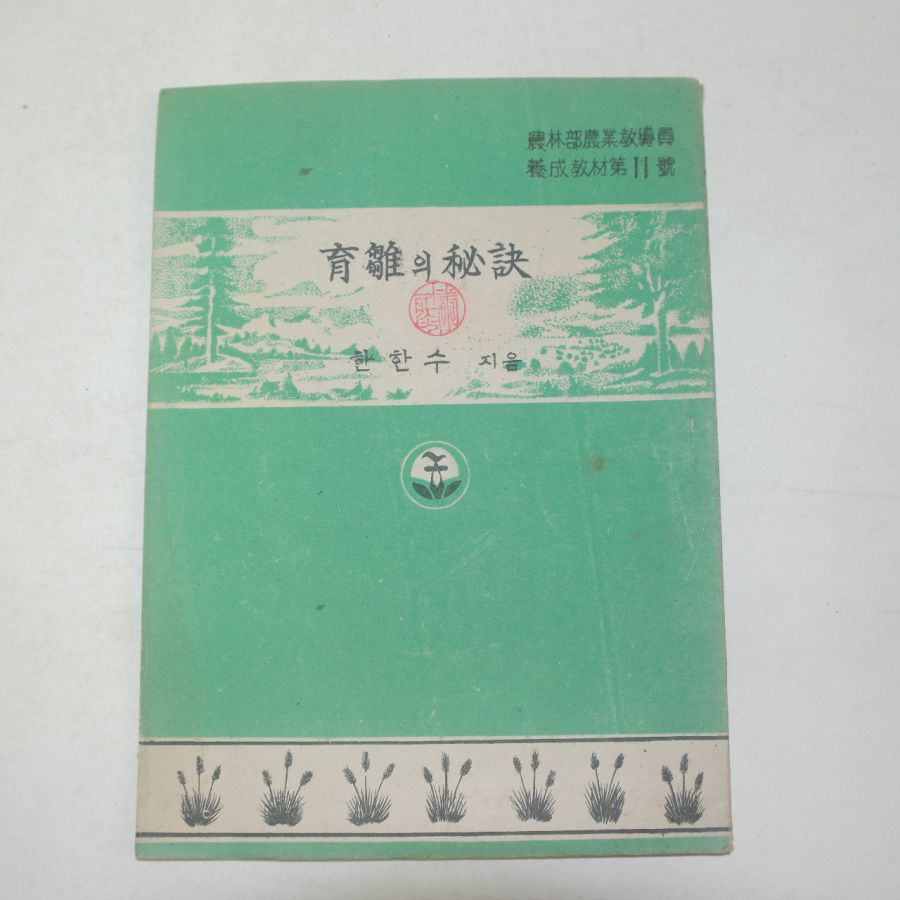 農林部農業敎導員
養成敎材第11號
育雛의 秘訣
한한수 지음